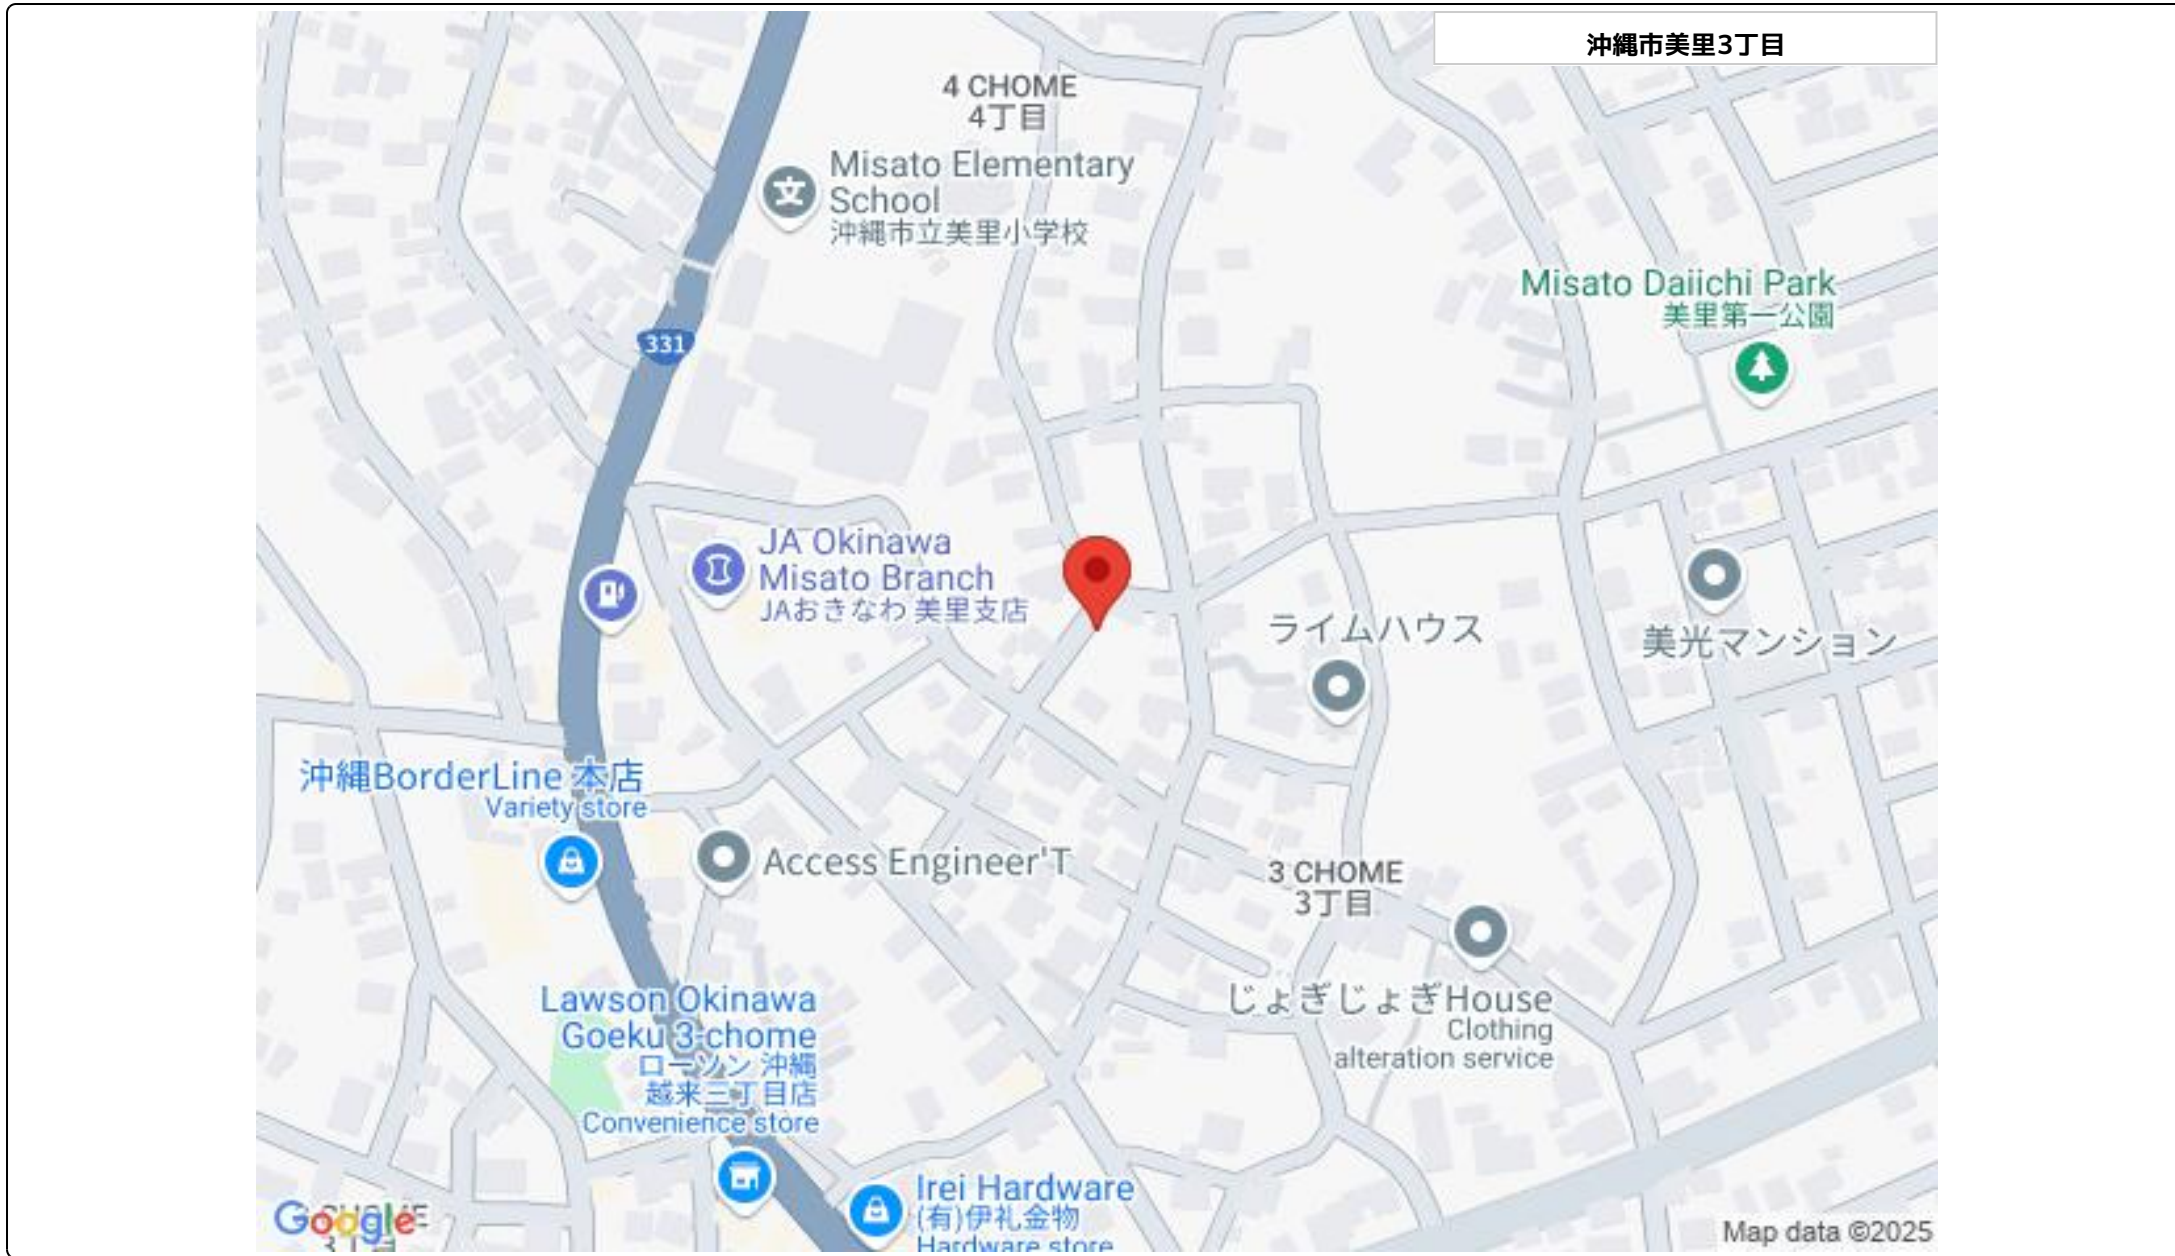 沖縄市美里3丁目
4 CHOME
4丁目
Misato Elementary
School
沖縄市立美里小学校
Misato Daiichi Park
美里第一公園
331
JA Okinawa
Misato Branch
JAおきなわ 美里支店
ライムハウス
美光マンション
沖縄BorderLine 本店
Variety store
Access Engineer'T
3 CHOME
3丁目
じょぎじょぎHouse
Clothing
alteration service
Lawson Okinawa
Goeku 3-chome
ローソン 沖縄
越来三丁目店
Convenience store
Irei Hardware
(有)伊礼金物
Hardware store
Google
Map data ©2025